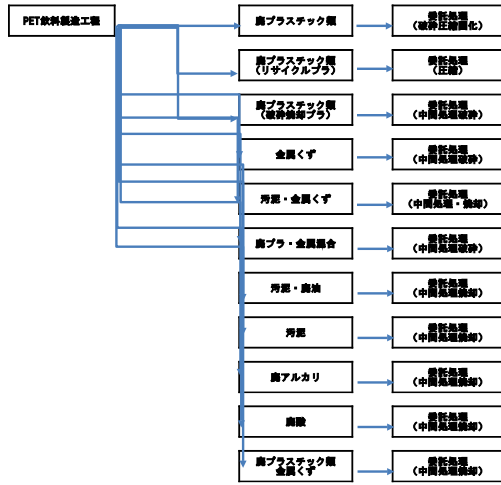 PET飲料製造工程
廃プラスチック類
委託処理
（破砕圧縮固化）
廃プラスチック類
（リサイクルプラ）
委託処理
（圧縮）
廃プラスチック類
（破砕焼却プラ）
委託処理
（中間処理破砕）
金属くず
委託処理
（中間処理破砕）
汚泥・金属くず
委託処理
（中間処理・焼却）
廃プラ・金属混合
委託処理
（中間処理破砕）
汚泥・廃油
委託処理
（中間処理焼却）
汚泥
委託処理
（中間処理焼却）
廃アルカリ
委託処理
（中間処理焼却）
廃酸
委託処理
（中間処理焼却）
廃プラスチック類
金属くず
委託処理
（中間処理焼却）